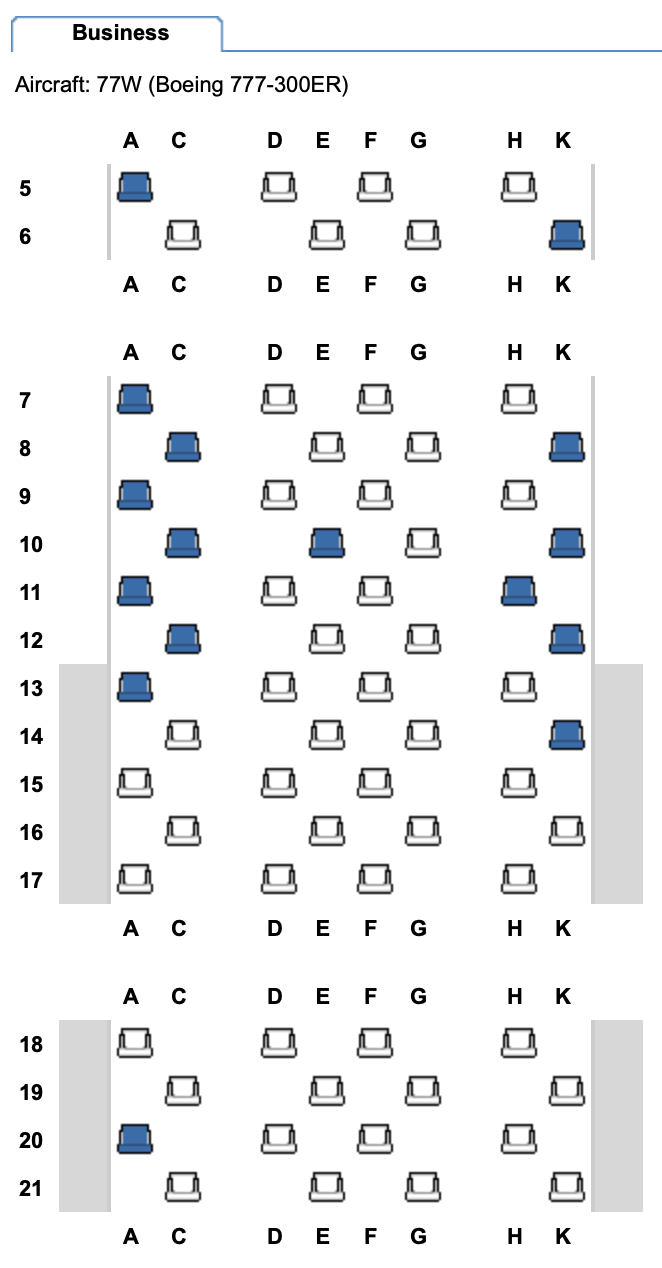 Business
Aircraft: 77W (Boeing 777-300ER)
A C D E F G H K
5
6
A C D E F G H K
A C D E F G H K
7
8
9
10
11
12
13
14
15
16
17
A C D E F G H K
A C D E F G H K
18
19
20
21
A C D E F G H K